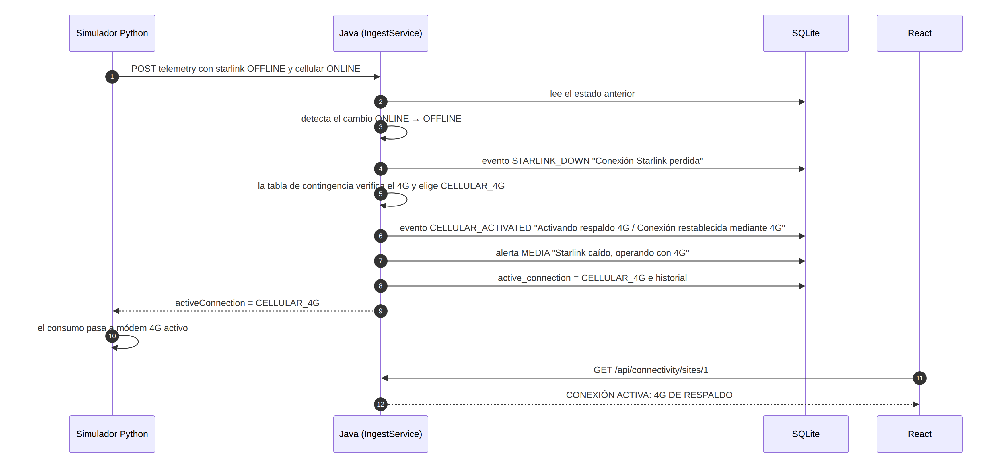 Simulador Python
Java (IngestService)
SQLite
React
POST telemetry con starlink OFFLINE y cellular ONLINE
1
lee el estado anterior
2
detecta el cambio ONLINE → OFFLINE
3
evento STARLINK_DOWN "Conexión Starlink perdida"
4
la tabla de contingencia verifica el 4G y elige CELLULAR_4G
5
evento CELLULAR_ACTIVATED "Activando respaldo 4G / Conexión restablecida mediante 4G"
6
alerta MEDIA "Starlink caído, operando con 4G"
7
active_connection = CELLULAR_4G e historial
8
activeConnection = CELLULAR_4G
9
el consumo pasa a módem 4G activo
10
GET /api/connectivity/sites/1
11
CONEXIÓN ACTIVA: 4G DE RESPALDO
12
Simulador Python
Java (IngestService)
SQLite
React